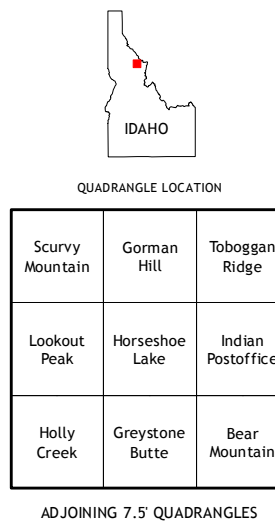 IDAHO
QUADRANGLE LOCATION
Scurvy
Mountain
Gorman
Hill
Toboggan
Ridge
Lookout
Peak
Horseshoe
Lake
Indian
Postoffice
Holly
Creek
Greystone
Butte
Bear
Mountain
ADJOINING 7.5' QUADRANGLES